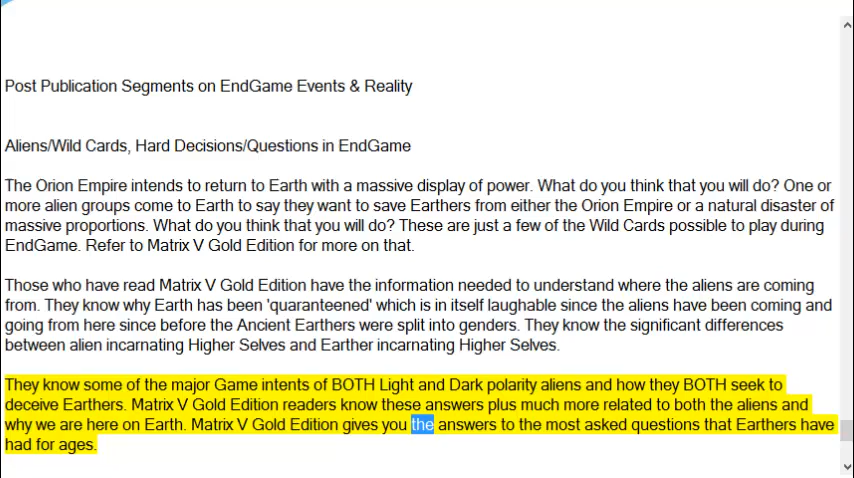 Post Publication Segments on EndGame Events & Reality
Aliens/Wild Cards, Hard Decisions/Questions in EndGame
The Orion Empire intends to return to Earth with a massive display of power. What do you think that you will do? One or
more alien groups come to Earth to say they want to save Earthers from either the Orion Empire or a natural disaster of
massive proportions. What do you think that you will do? These are just a few of the Wild Cards possible to play during
EndGame. Refer to Matrix V Gold Edition for more on that.
Those who have read Matrix V Gold Edition have the information needed to understand where the aliens are coming
from. They know why Earth has been 'quaranteened' which is in itself laughable since the aliens have been coming and
going from here since before the Ancient Earthers were split into genders. They know the significant differences
between alien incarnating Higher Selves and Earther incarnating Higher Selves.
They know some of the major Game intents of BOTH Light and Dark polarity aliens and how they BOTH seek to
deceive Earthers. Matrix V Gold Edition readers know these answers plus much more related to both the aliens and
why we are here on Earth. Matrix V Gold Edition gives you the answers to the most asked questions that Earthers have
had for ages.